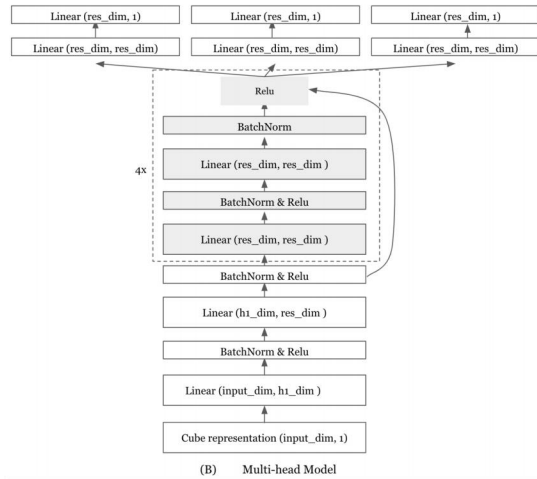 Linear (res_dim, 1) Linear (res_dim, 1) Linear (res_dim, 1)
Linear (res_dim, res_dim) Linear (res_dim, res_dim) Linear (res_dim, res_dim)
Relu
BatchNorm
4x
Linear (res_dim, res_dim )
BatchNorm & Relu
Linear (res_dim, res_dim )
BatchNorm & Relu
Linear (h1_dim, res_dim )
BatchNorm & Relu
Linear (input_dim, h1_dim )
Cube representation (input_dim, 1)
(B) Multi-head Model